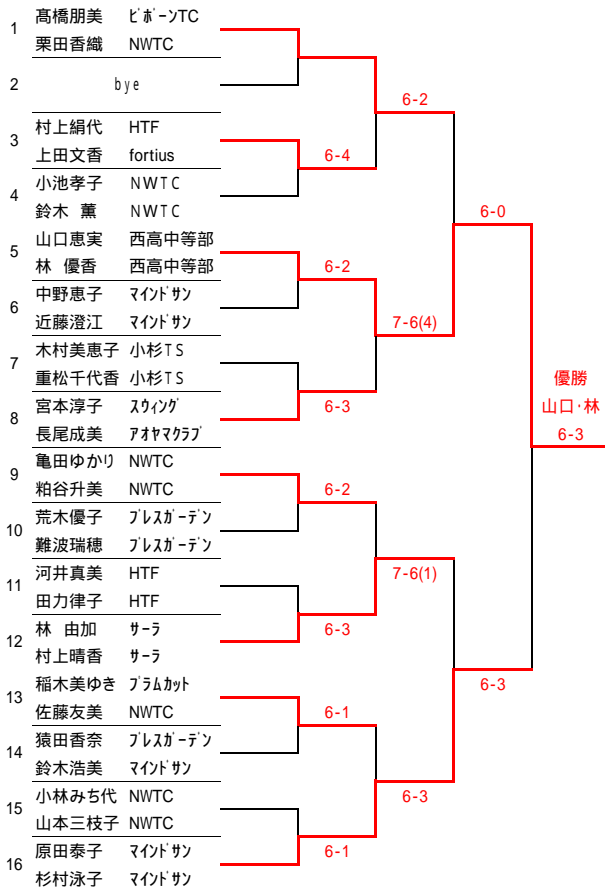 1 髙橋朋美 ﾋﾟﾎﾞｰﾝTC
栗田香織 NWTC
2 bye
3 村上絹代 HTF
上田文香 fortius
4 小池孝子 NWTC
鈴木 薫 NWTC
5 山口恵実 西高中等部
林 優香 西高中等部
6 中野恵子 ﾏｲﾝﾄﾞｻﾝ
近藤澄江 ﾏｲﾝﾄﾞｻﾝ
7 木村美恵子 小杉TS
重松千代香 小杉TS
8 宮本淳子 ｽｳｨﾝｸﾞ
長尾成美 ｱｵﾔﾏｸﾗﾌﾞ
9 亀田ゆかり NWTC
粕谷升美 NWTC
10 荒木優子 ﾌﾞﾚｽｶﾞｰﾃﾞﾝ
難波瑞穂 ﾌﾞﾚｽｶﾞｰﾃﾞﾝ
11 河井真美 HTF
田力律子 HTF
12 林 由加 ｻｰﾗ
村上晴香 ｻｰﾗ
13 稲木美ゆき ﾌﾟﾗﾑｶｯﾄ
佐藤友美 NWTC
14 猿田香奈 ﾌﾞﾚｽｶﾞｰﾃﾞﾝ
鈴木浩美 ﾏｲﾝﾄﾞｻﾝ
15 小林みち代 NWTC
山本三枝子 NWTC
16 原田泰子 ﾏｲﾝﾄﾞｻﾝ
杉村泳子 ﾏｲﾝﾄﾞｻﾝ
6-4
6-2
6-3
6-2
6-3
6-1
6-1
6-2
7-6(4)
7-6(1)
6-3
6-0
6-3
優勝
山口･林
6-3